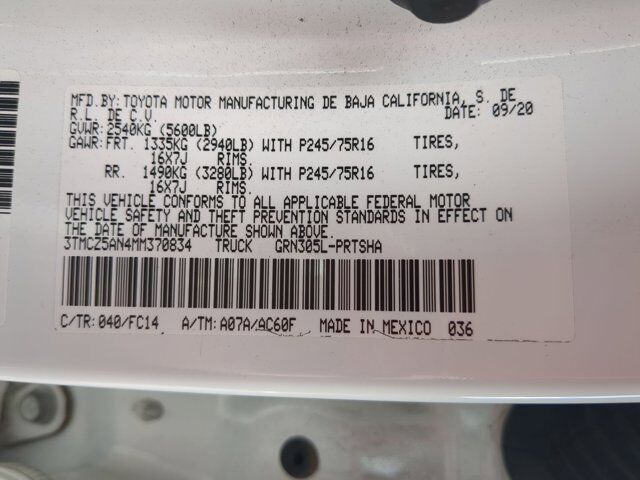 MFD.BY: TOYOTA MOTOR MANUFACTURING DE BAJA CALIFORNIA, S. DE
R.L. DE C.V. DATE: 09/20
GVWR: 2540KG (5600LB)
GAWR: FRT. 1335KG (2940LB) WITH P245/75R16 TIRES,
16X7J RIMS.
RR. 1490KG (3280LB) WITH P245/75R16 TIRES,
16X7J RIMS.
THIS VEHICLE CONFORMS TO ALL APPLICABLE FEDERAL MOTOR
VEHICLE SAFETY AND THEFT PREVENTION STANDARDS IN EFFECT ON
THE DATE OF MANUFACTURE SHOWN ABOVE.
3TMCZ5AN4MM370834 TRUCK GRN305L-PRTSHA
C/TR: 040/FC14 A/TM: A07A/AC60F MADE IN MEXICO 036